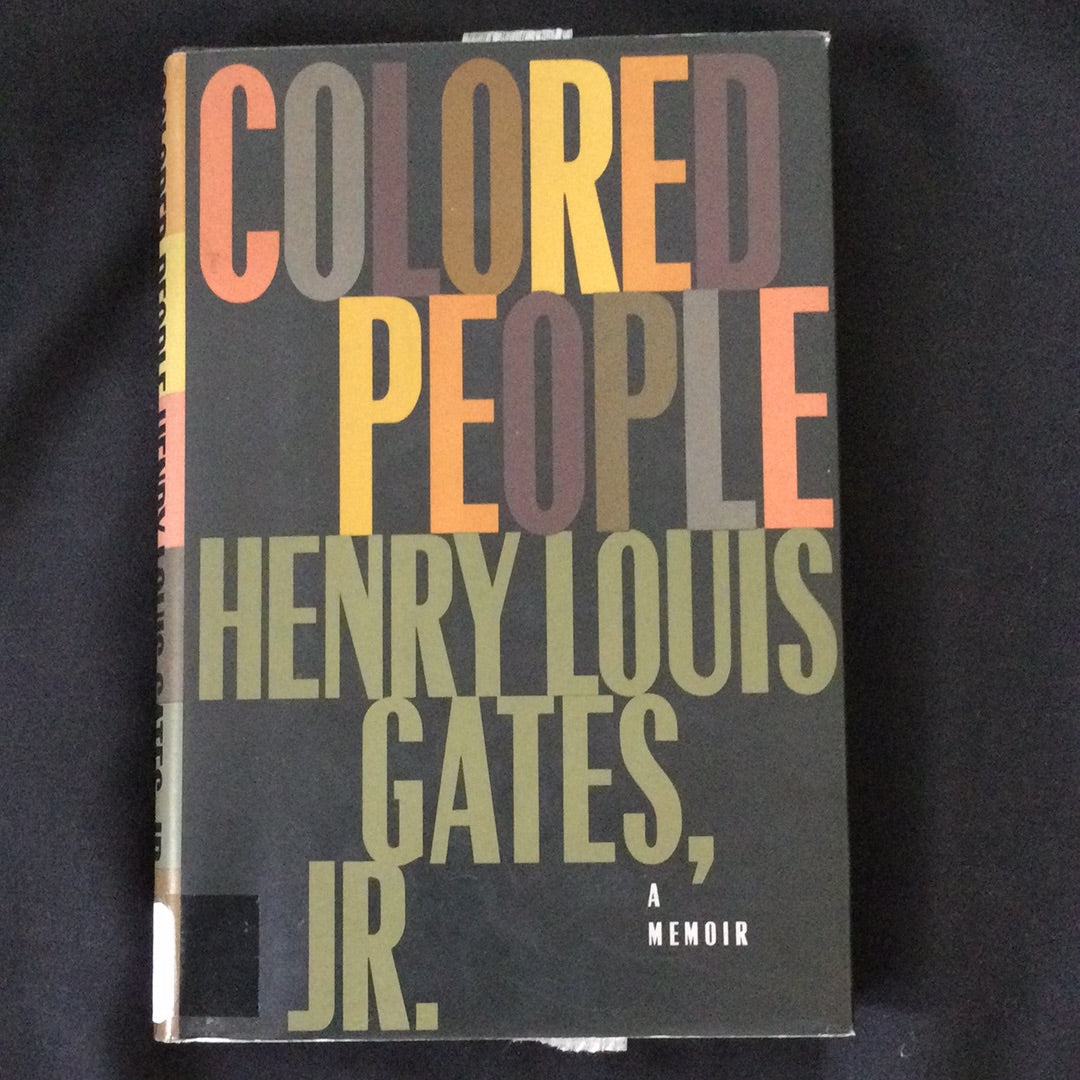 COLORED
PEOPLE
HENRY LOUIS
GATES,
JR.
A
MEMOIR